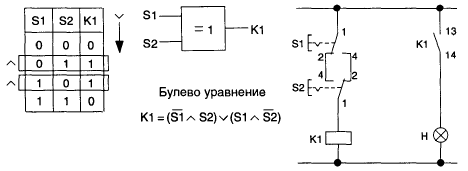 S1 S2 K1
0 0 0
0 1 1
1 0 1
1 1 0
S1
S2
= 1
K1
Булево уравнение
K1 = (S̅1 ∧ S2) ∨ (S1 ∧ S̅2)
S1
1
2 4
4 2
S2
1
K1
K1
13
14
H